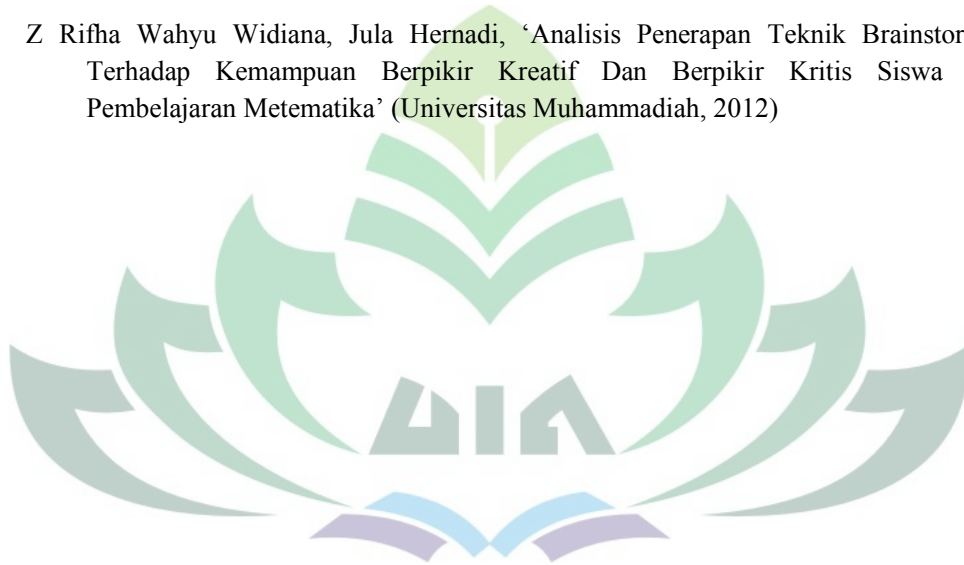 Z Rifha Wahyu Widiana, Jula Hernadi, ‘Analisis Penerapan Teknik Brainstor
Terhadap Kemampuan Berpikir Kreatif Dan Berpikir Kritis Siswa
Pembelajaran Metematika’ (Universitas Muhammadiah, 2012)
UIN